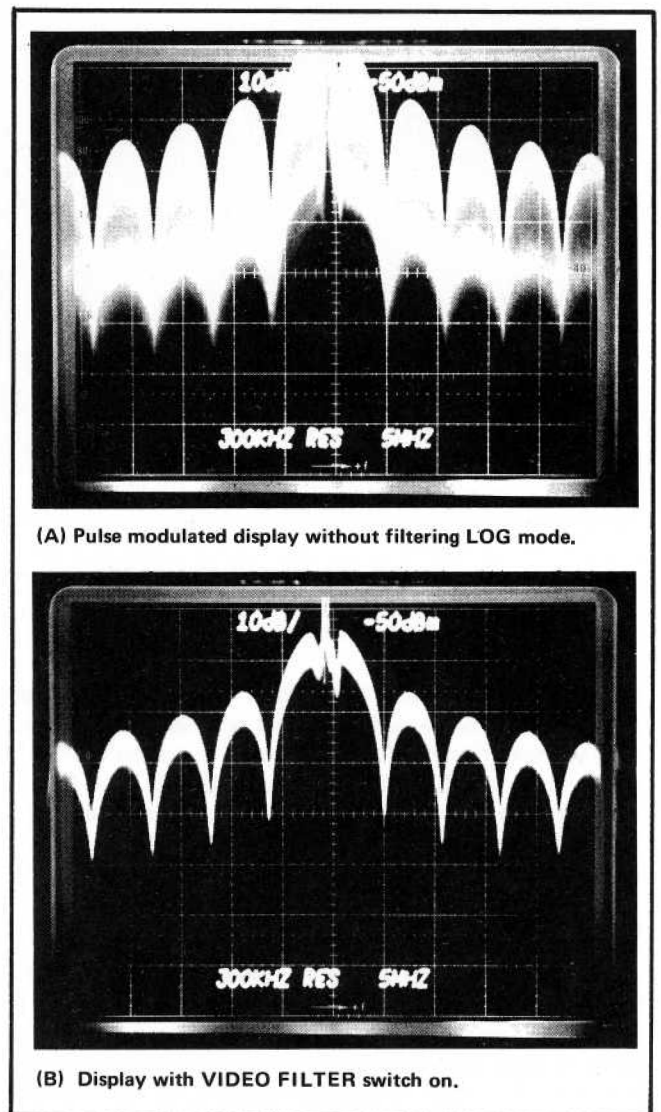 10dB -50dBm
300KHZ RES 5MHZ
(A) Pulse modulated display without filtering LOG mode.
10dB/ -50dBm
300KHZ RES 5MHZ
(B) Display with VIDEO FILTER switch on.